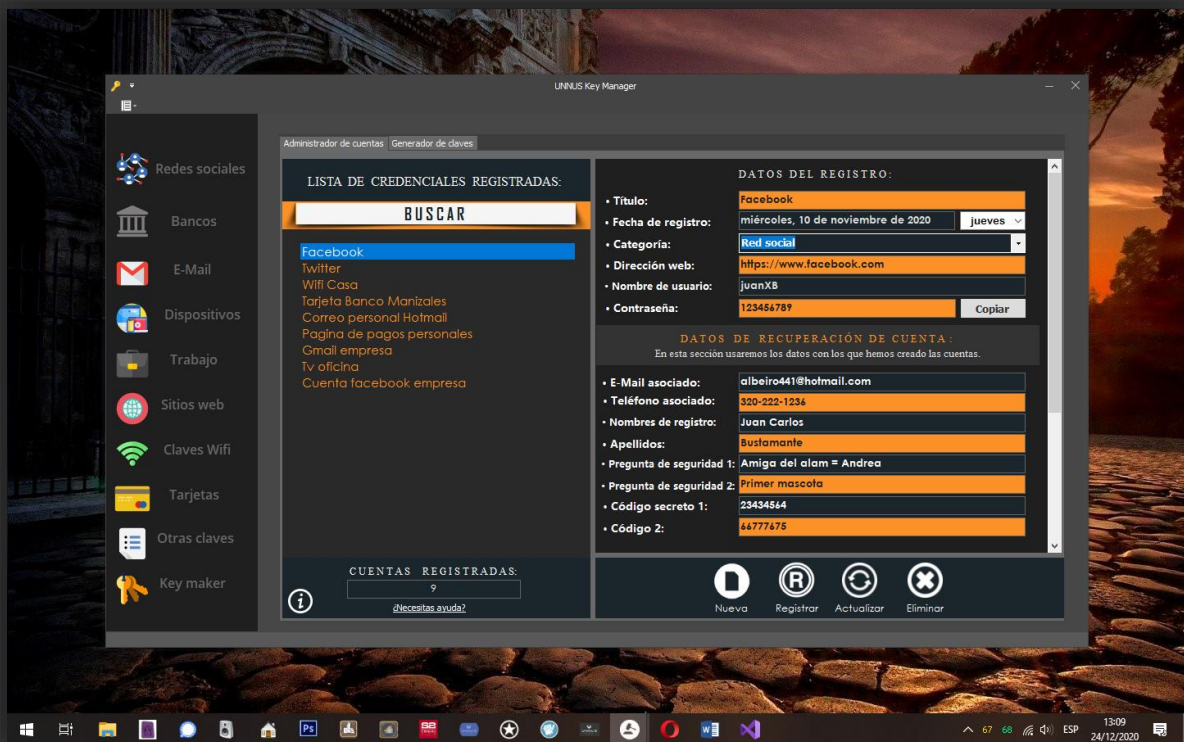 UNNUS Key Manager
Administrador de cuentas Generador de claves
Redes sociales
Bancos
E-Mail
Dispositivos
Trabajo
Sitios web
Claves Wifi
Tarjetas
Otras claves
Key maker
LISTA DE CREDENCIALES REGISTRADAS:
BUSCAR
Facebook
Twitter
Wifi Casa
Tarjeta Banco Manizales
Correo personal Hotmail
Pagina de pagos personales
Gmail empresa
Tv oficina
Cuenta facebook empresa
CUENTAS REGISTRADAS:
9
¿Necesitas ayuda?
DATOS DEL REGISTRO:
• Título: Facebook
• Fecha de registro: miércoles, 10 de noviembre de 2020 jueves
• Categoría: Red social
• Dirección web: https://www.facebook.com
• Nombre de usuario: juanXB
• Contraseña: 123456789 Copiar
DATOS DE RECUPERACIÓN DE CUENTA:
En esta sección usaremos los datos con los que hemos creado las cuentas.
• E-Mail asociado: albeiro441@hotmail.com
• Teléfono asociado: 320-222-1236
• Nombres de registro: Juan Carlos
• Apellidos: Bustamante
• Pregunta de seguridad 1: Amiga del alam = Andrea
• Pregunta de seguridad 2: Primer mascota
• Código secreto 1: 23434564
• Código 2: 66777675
Nueva Registrar Actualizar Eliminar
Ps 67 68 ESP 13:09
24/12/2020